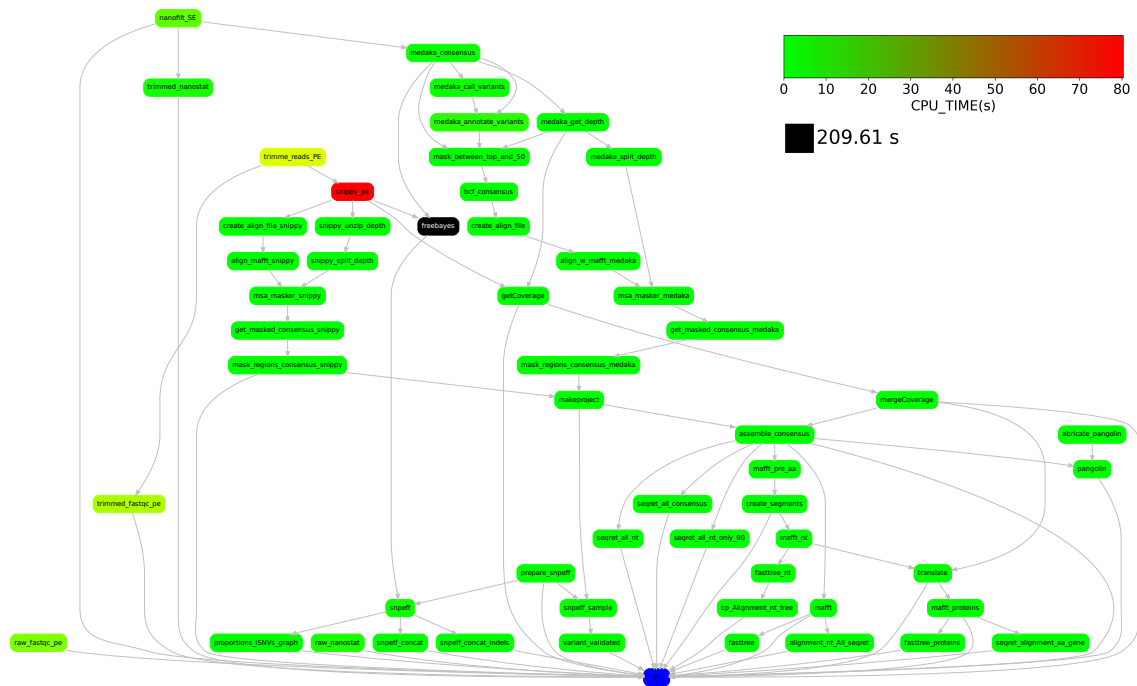 nanofilt_SE
medaka_consensus
trimmed_nanostat
medaka_call_variants
0 10 20 30 40 50 60 70 80
CPU_TIME(s)
medaka_annotate_variants
medaka_get_depth
209.61 s
trimme_reads_PE
mask_between_top_and_50
medaka_split_depth
snippy_pe
bcf_consensus
create_align_file_snippy
snippy_unzip_depth
freebayes
create_align_file
align_mafft_snippy
snippy_split_depth
align_w_mafft_medaka
msa_masker_snippy
getCoverage
msa_masker_medaka
get_masked_consensus_snippy
get_masked_consensus_medaka
mask_regions_consensus_snippy
mask_regions_consensus_medaka
makeproject
mergeCoverage
assemble_consensus
abricate_pangolin
mafft_pre_aa
pangolin
trimmed_fastqc_pe
seqret_all_consensus
create_segments
seqret_all_nt
seqret_all_nt_only_90
mafft_nt
prepare_snpeff
fasttree_nt
translate
snpeff
snpeff_sample
cp_Alignment_nt_tree
mafft
mafft_proteins
raw_fastqc_pe
proportions_iSNVs_graph
raw_nanostat
snpeff_concat
snpeff_concat_indels
variant_validated
fasttree
alignment_nt_All_seqret
fasttree_proteins
seqret_alignment_aa_gene
all